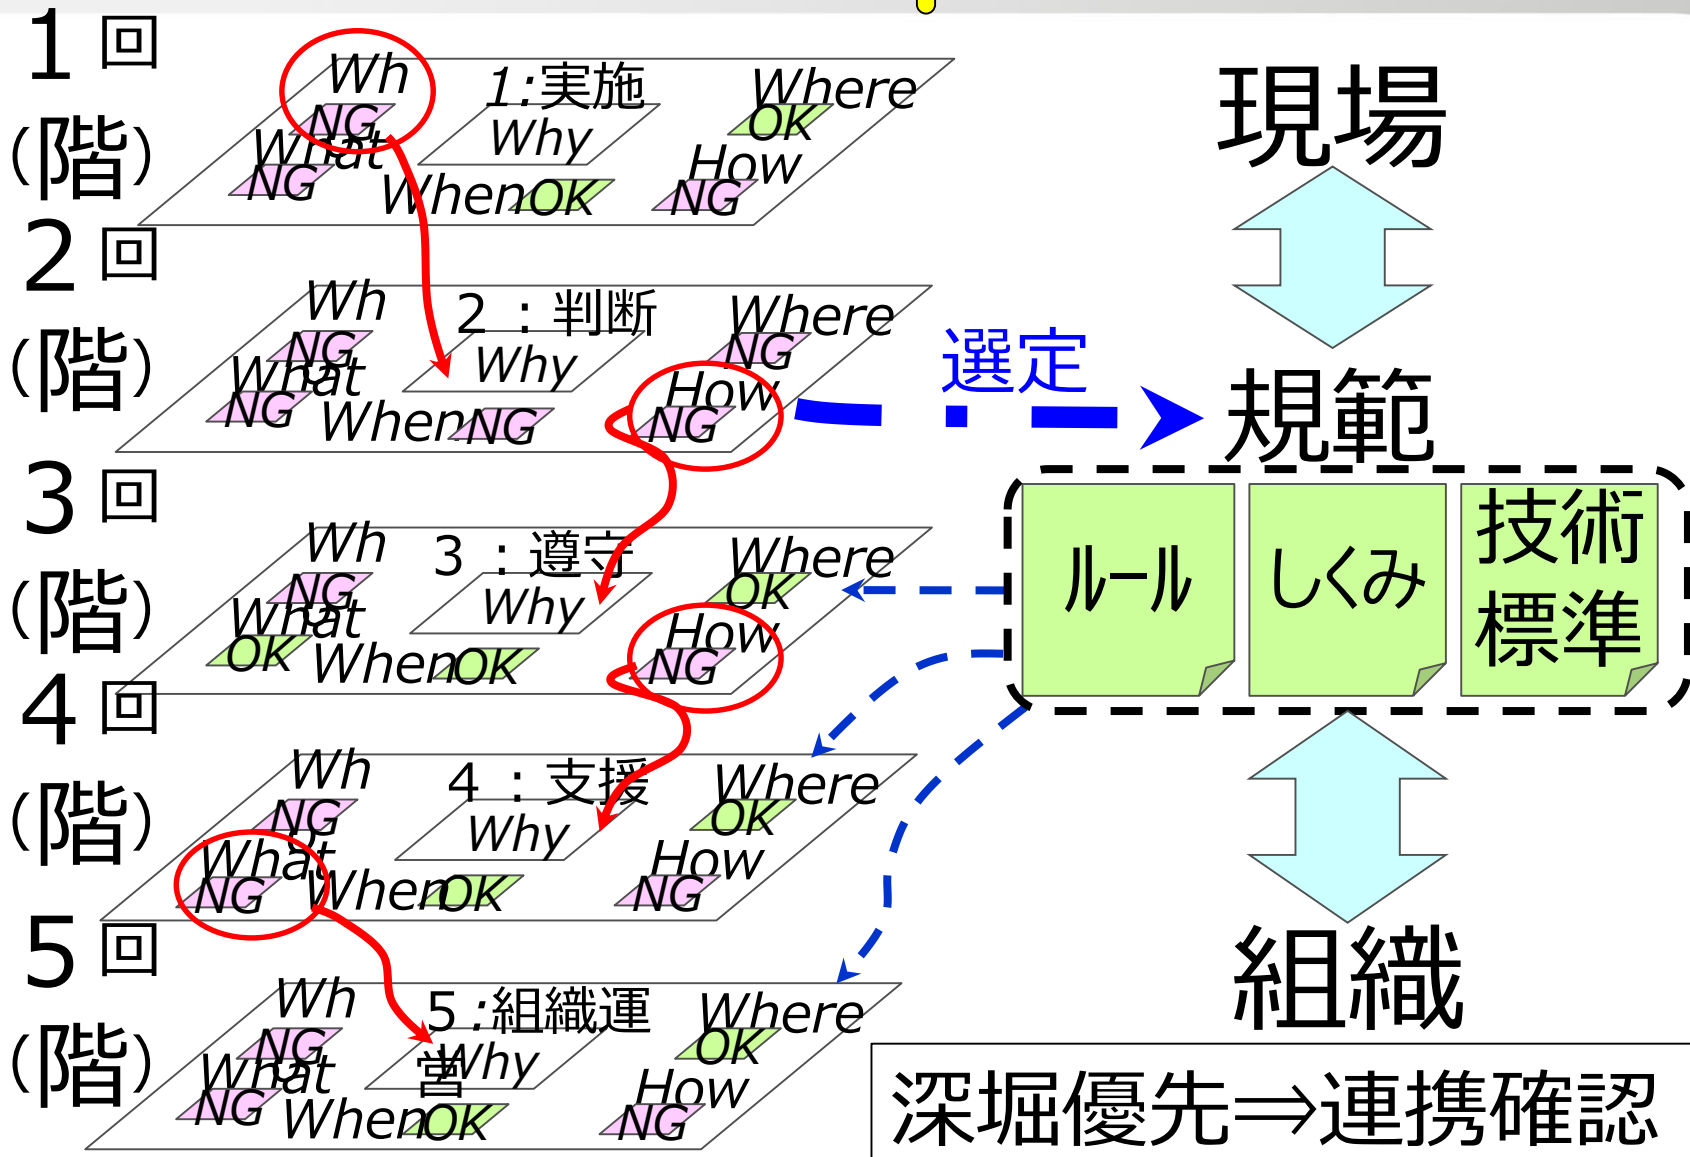 1回
(階)
Wh
NG
What
NG
1:実施
Why
When OK
Where
OK
How
NG
2回
(階)
Wh
NG
What
NG
2：判断
Why
When NG
Where
NG
How
NG
3回
(階)
Wh
NG
What
OK
3：遵守
Why
When OK
Where
OK
How
NG
4回
(階)
Wh
NG
What
NG
4：支援
Why
When OK
Where
OK
How
NG
5回
(階)
Wh
NG
What
NG
5:組織運
営
Why
When OK
Where
OK
How
NG
選定
現場
規範
ﾙｰﾙ
しくみ
技術
標準
組織
深堀優先⇒連携確認